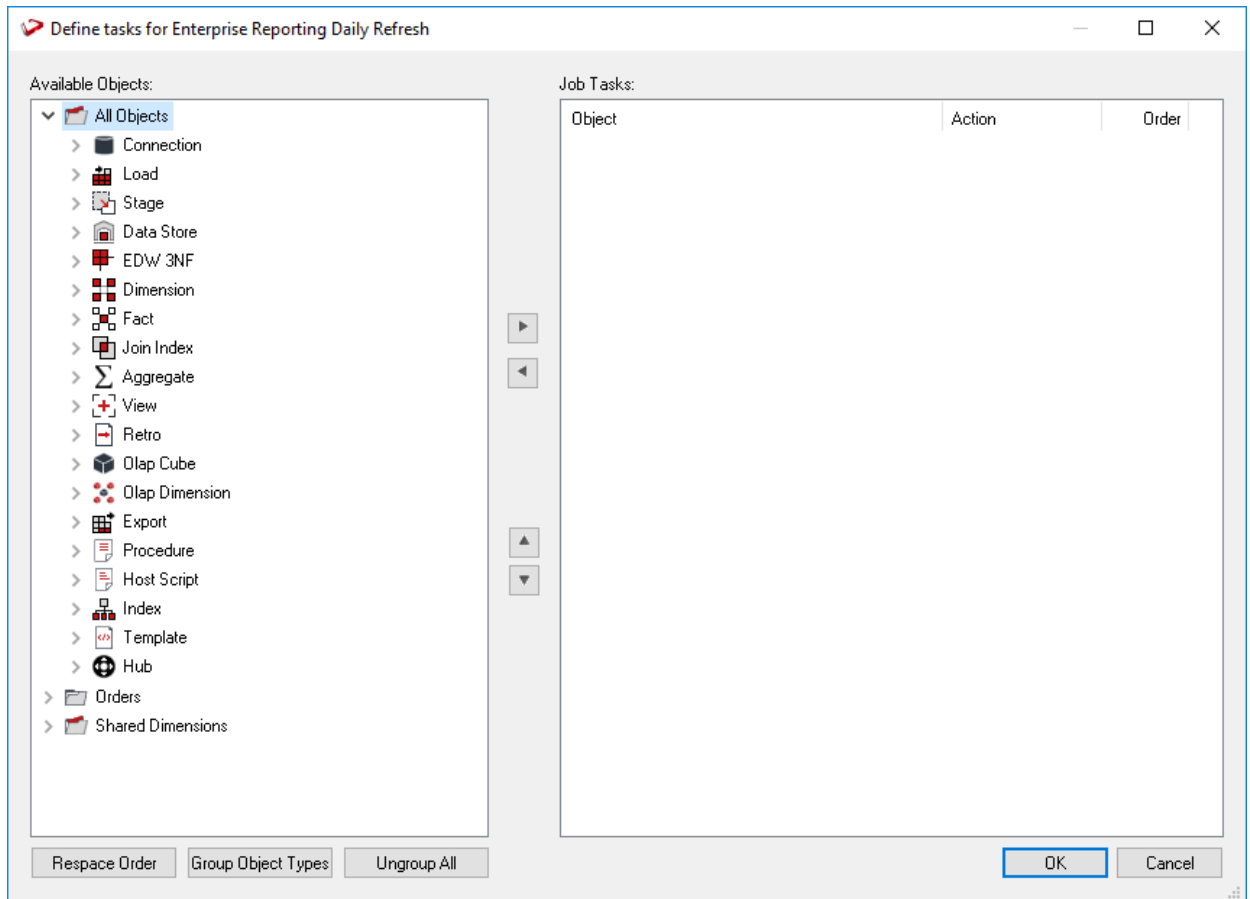 Define tasks for Enterprise Reporting Daily Refresh
Available Objects:
Job Tasks:
All Objects
Connection
Load
Stage
Data Store
EDW 3NF
Dimension
Fact
Join Index
Aggregate
View
Retro
Olap Cube
Olap Dimension
Export
Procedure
Host Script
Index
Template
Hub
Orders
Shared Dimensions
Object Action Order
Respace Order Group Object Types Ungroup All OK Cancel